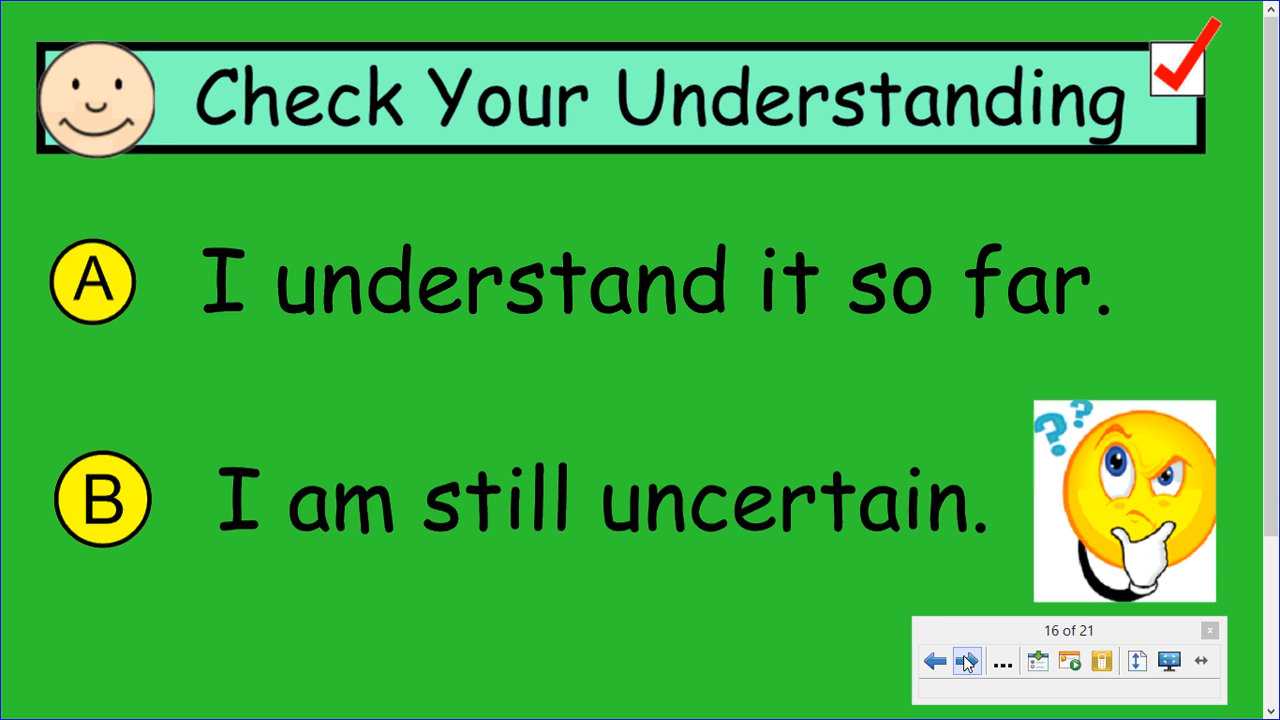 Check Your Understanding
A I understand it so far.
??
B I am still uncertain.
16 of 21
x
...